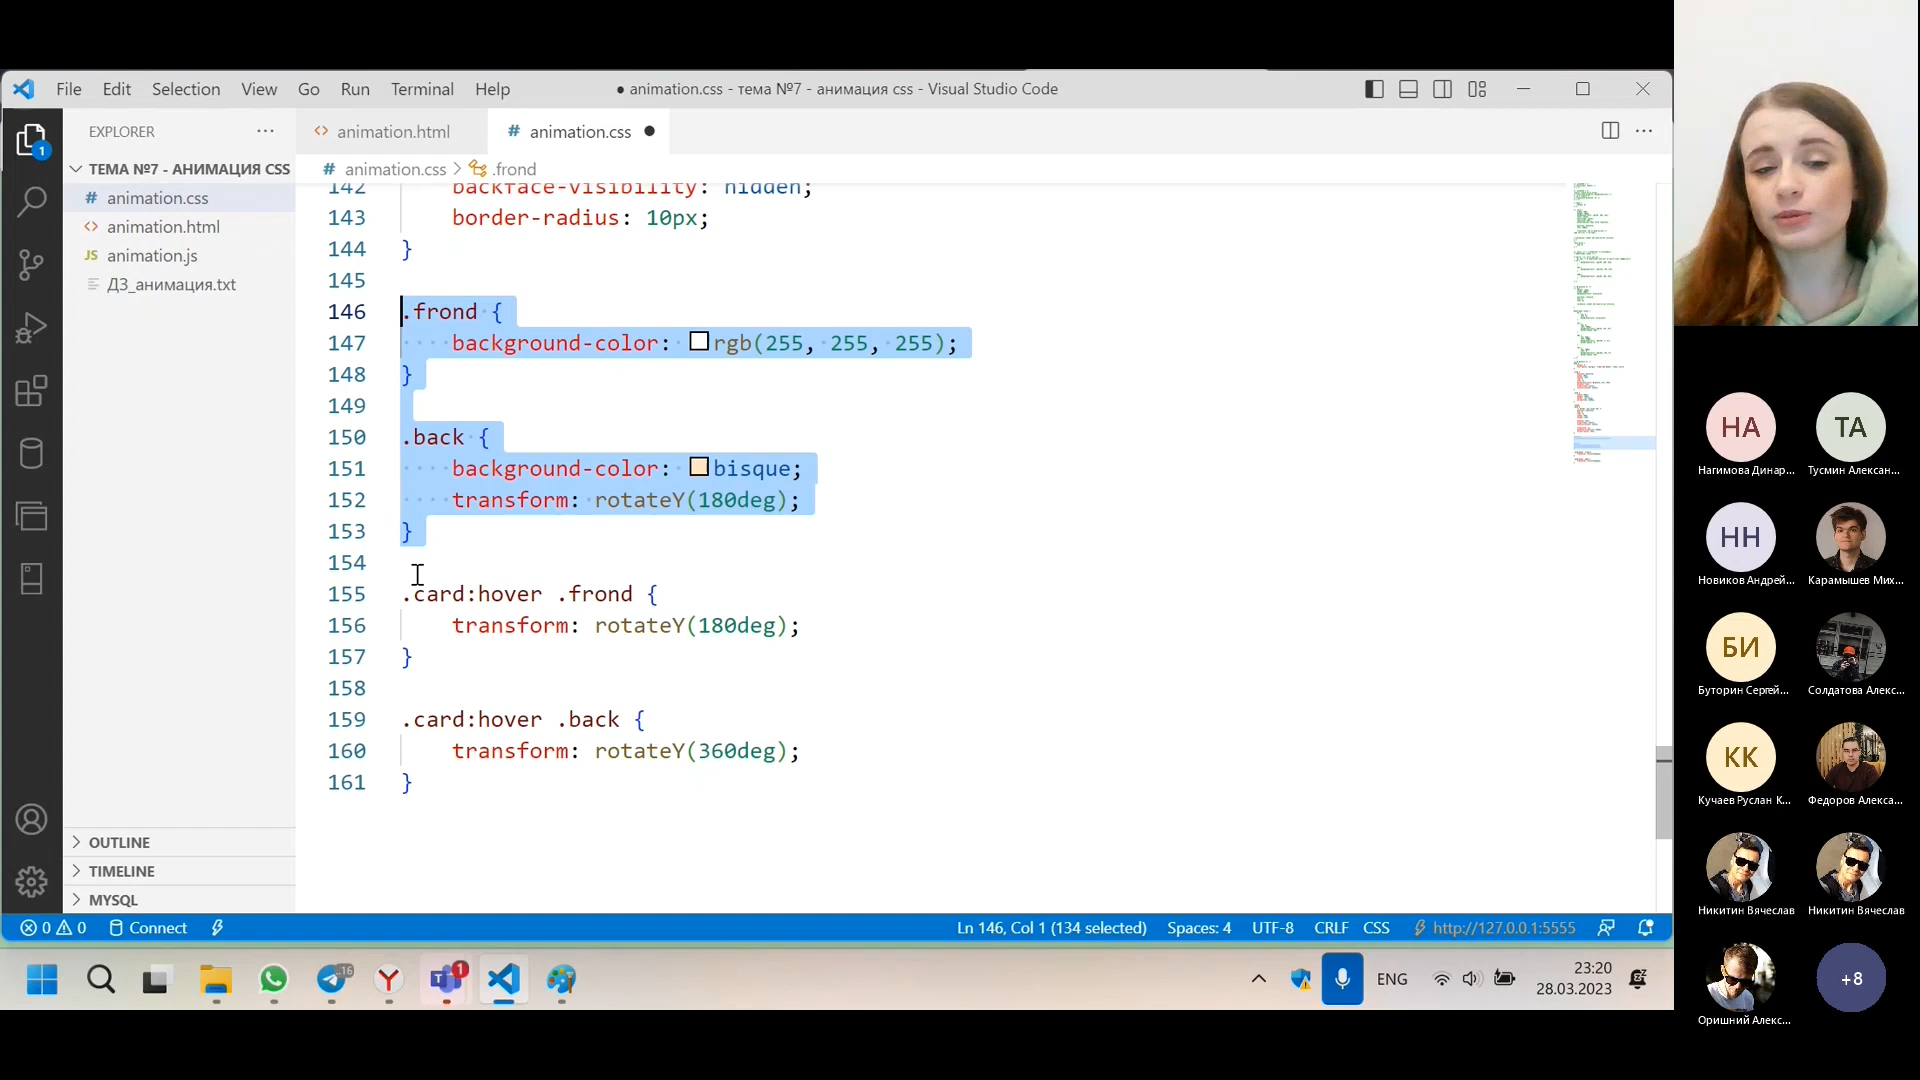 File Edit Selection View Go Run Terminal Help
● animation.css - тема №7 - анимация css - Visual Studio Code
EXPLORER ...
<> animation.html
# animation.css ●
ТЕМА №7 - АНИМАЦИЯ CSS
# animation.css > .frond
# animation.css
<> animation.html
JS animation.js
ДЗ_анимация.txt
OUTLINE
TIMELINE
MYSQL
1
142 backface-visibility: hidden;
143 border-radius: 10px;
144 }
145
146 .frond {
147 background-color: rgb(255, 255, 255);
148 }
149
150 .back {
151 background-color: bisque;
152 transform: rotateY(180deg);
153 }
154
155 .card:hover .frond {
156 transform: rotateY(180deg);
157 }
158
159 .card:hover .back {
160 transform: rotateY(360deg);
161 }
0 0 Connect
Ln 146, Col 1 (134 selected) Spaces: 4 UTF-8 CRLF CSS http://127.0.0.1:5555
16
1
ENG
23:20
28.03.2023
НА
Нагимова Динар...
ТА
Тусмин Алексан...
НН
Новиков Андрей...
Карамышев Мих...
БИ
Буторин Сергей...
Солдатова Алекс...
КК
Кучаев Руслан К...
Федоров Алекса...
Никитин Вячеслав
Никитин Вячеслав
Оришний Алекс...
+8